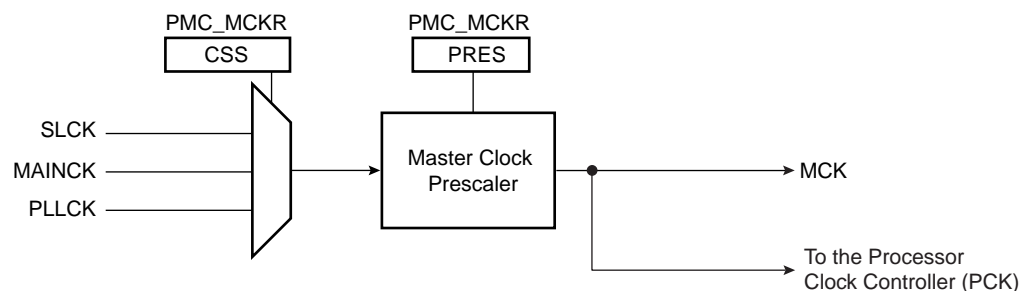 PMC_MCKR
PMC_MCKR
CSS
PRES
SLCK
MAINCK
PLLCK
Master Clock
Prescaler
MCK
To the Processor
Clock Controller (PCK)